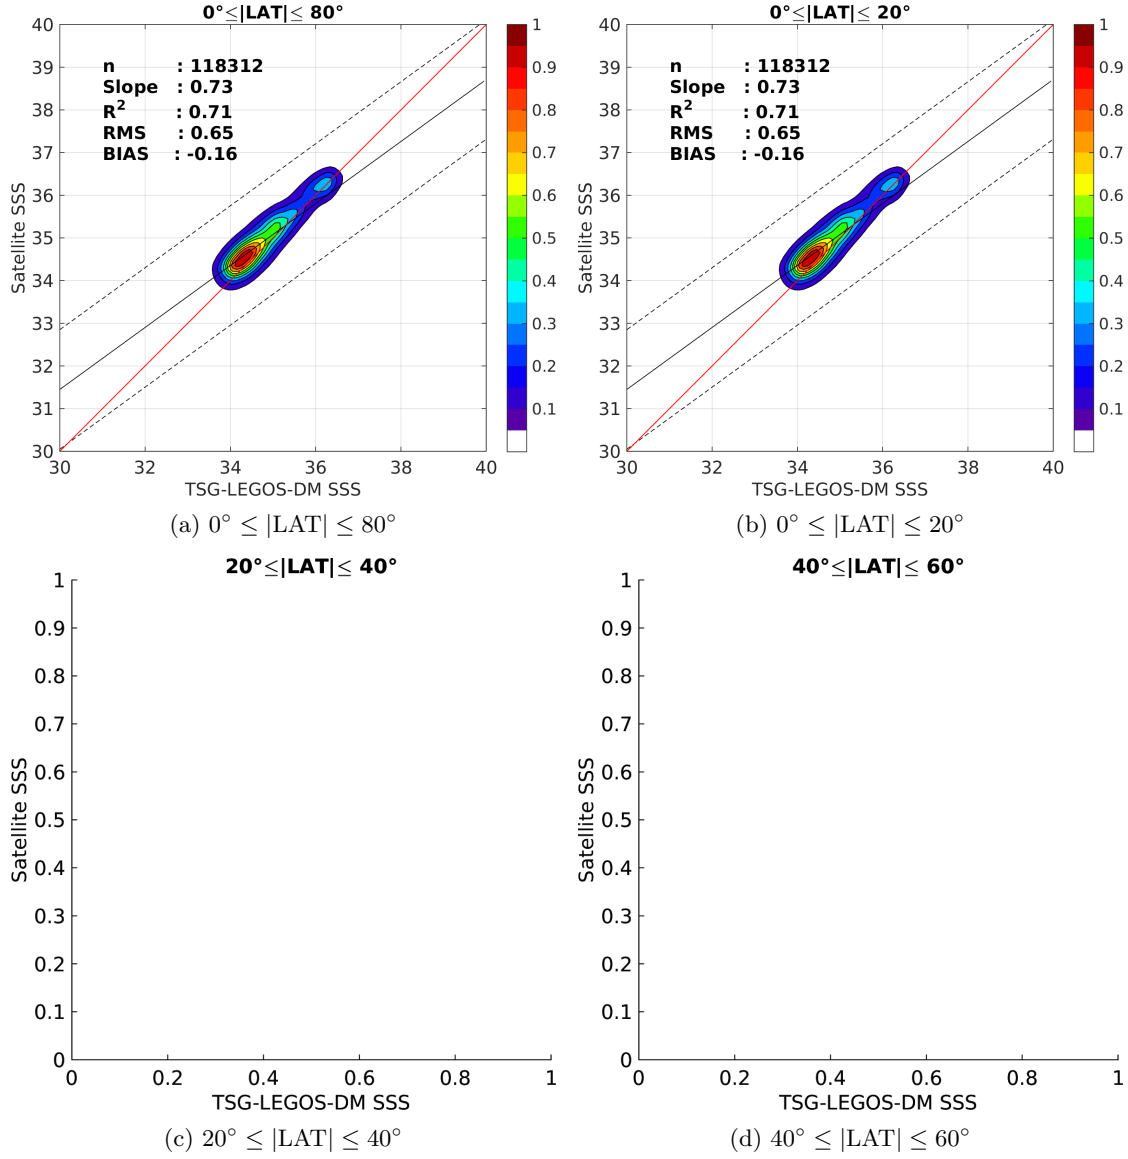 0°≤|LAT|≤ 80°
40
39
38
37
36
35
34
33
32
31
30
n : 118312
Slope : 0.73
R² : 0.71
RMS : 0.65
BIAS : -0.16
Satellite SSS
30 32 34 36 38 40
TSG-LEGOS-DM SSS
1
0.9
0.8
0.7
0.6
0.5
0.4
0.3
0.2
0.1
(a) 0° ≤ |LAT| ≤ 80°
0°≤|LAT|≤ 20°
40
39
38
37
36
35
34
33
32
31
30
n : 118312
Slope : 0.73
R² : 0.71
RMS : 0.65
BIAS : -0.16
Satellite SSS
30 32 34 36 38 40
TSG-LEGOS-DM SSS
1
0.9
0.8
0.7
0.6
0.5
0.4
0.3
0.2
0.1
(b) 0° ≤ |LAT| ≤ 20°
20°≤|LAT|≤ 40°
1
0.9
0.8
0.7
0.6
0.5
0.4
0.3
0.2
0.1
0
Satellite SSS
0 0.2 0.4 0.6 0.8 1
TSG-LEGOS-DM SSS
(c) 20° ≤ |LAT| ≤ 40°
40°≤|LAT|≤ 60°
1
0.9
0.8
0.7
0.6
0.5
0.4
0.3
0.2
0.1
0
Satellite SSS
0 0.2 0.4 0.6 0.8 1
TSG-LEGOS-DM SSS
(d) 40° ≤ |LAT| ≤ 60°